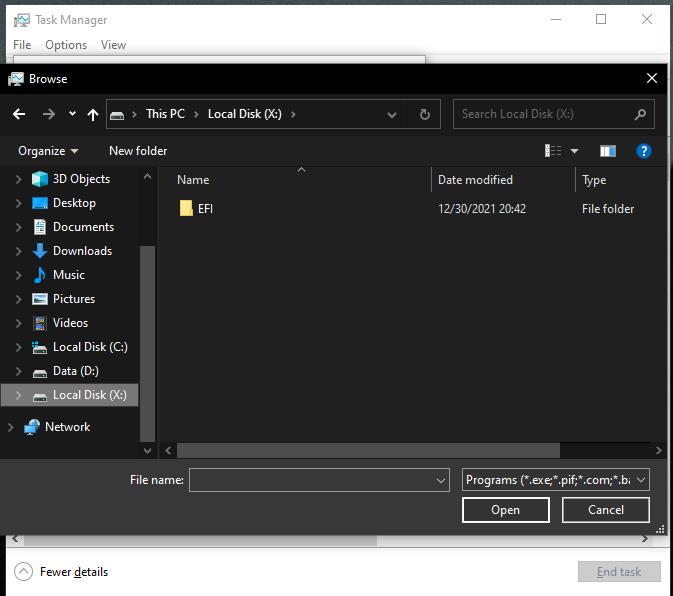 Task Manager
File Options View
Browse
This PC Local Disk (X:) Search Local Disk (X:)
Organize New folder
Name Date modified Type
3D Objects
EFI 12/30/2021 20:42 File folder
Desktop
Documents
Downloads
Music
Pictures
Videos
Local Disk (C:)
Data (D:)
Local Disk (X:)
Network
File name: Programs (*.exe;*.pif;*.com;*.ba
Open Cancel
Fewer details End task